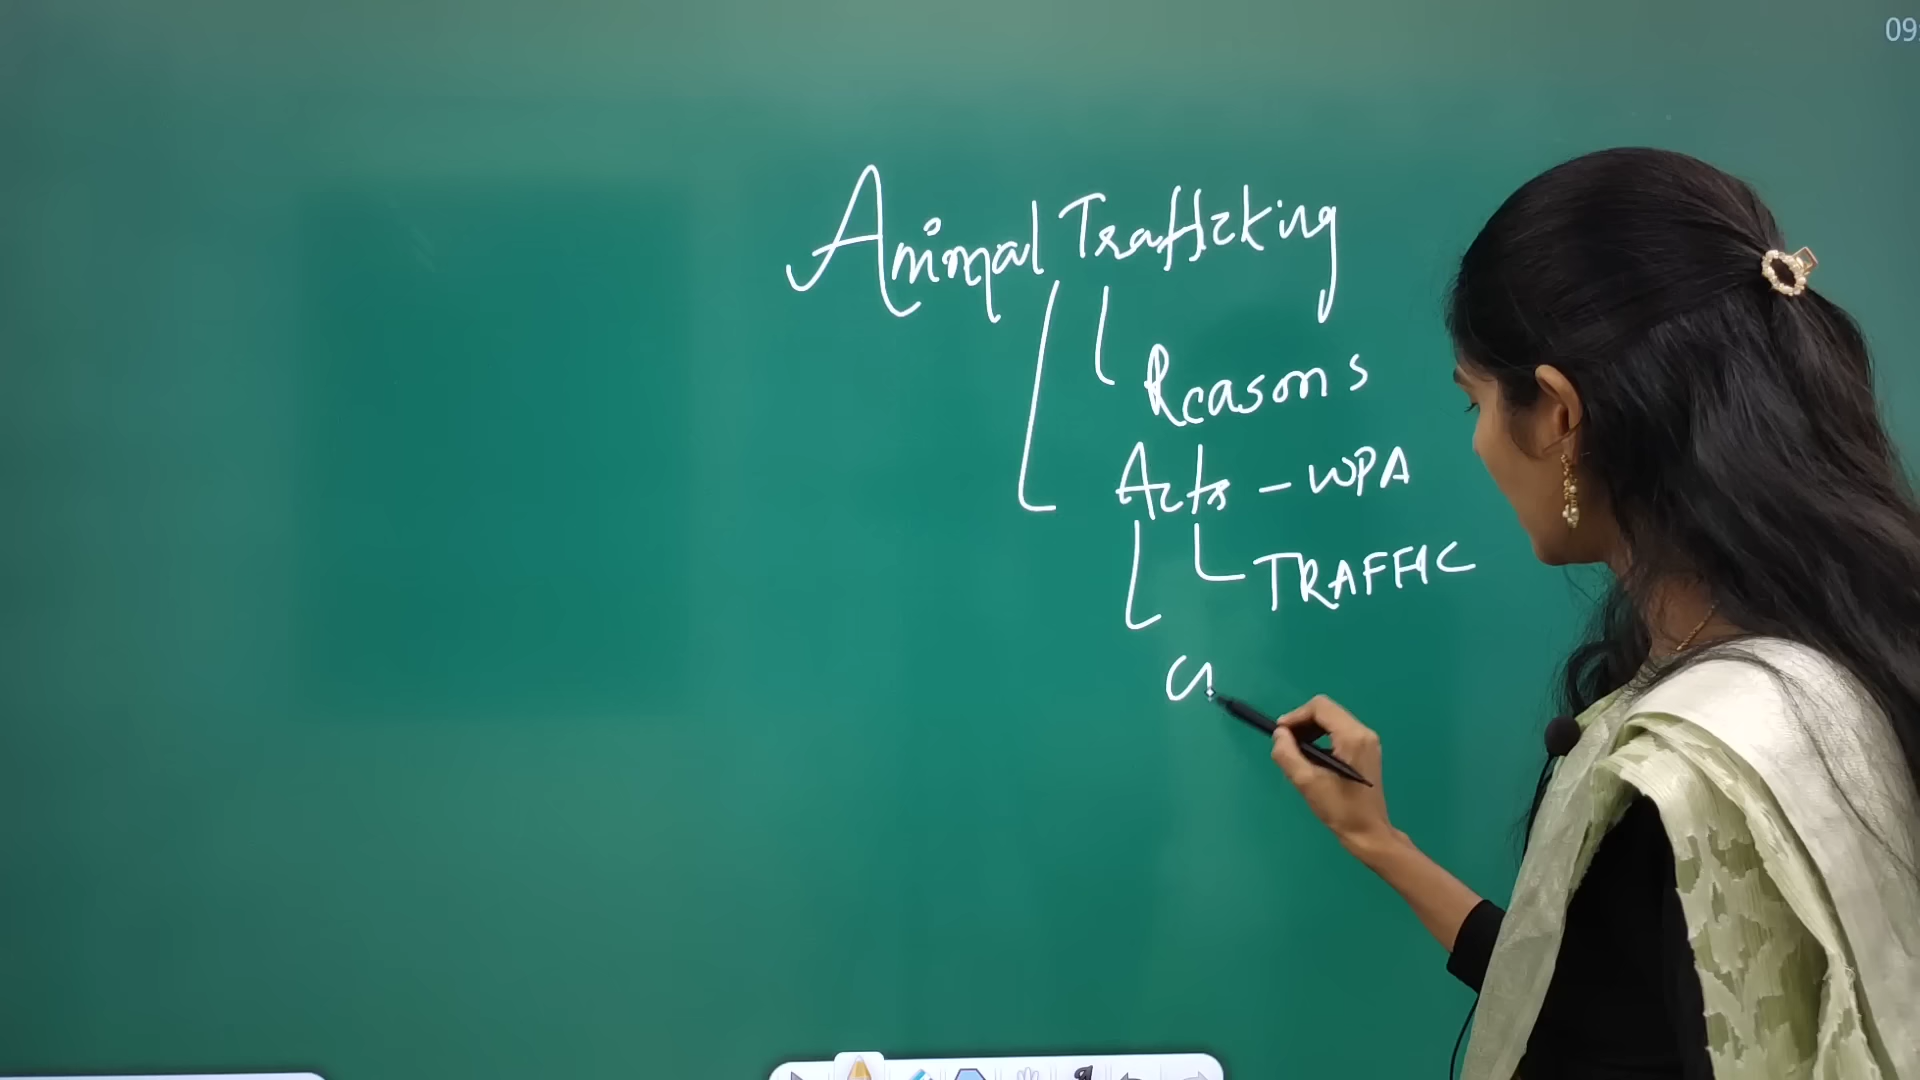 09:
Animal Trafficking
Reasons
Acts - WPA
TRAFFIC